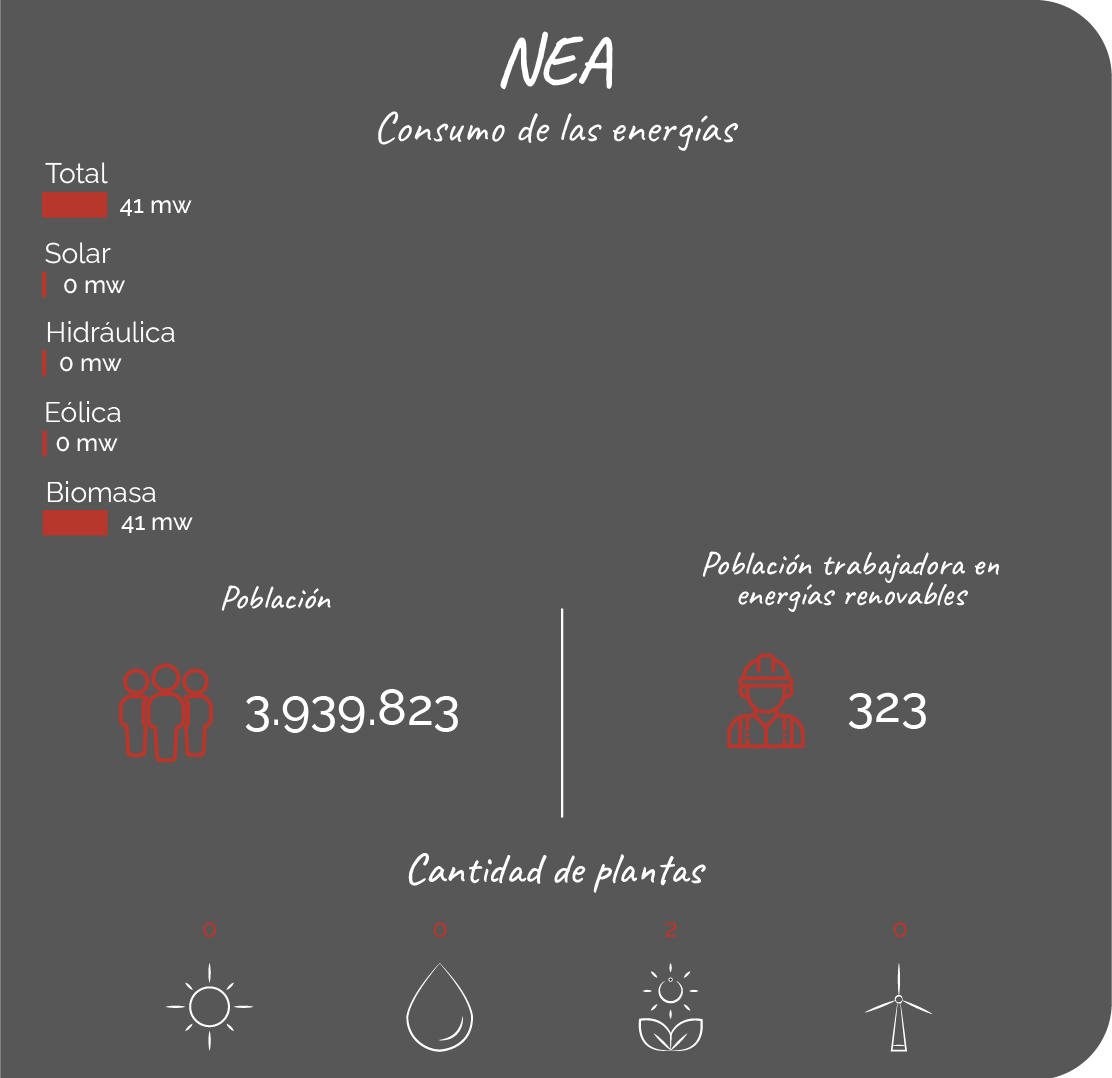 NEA
Consumo de las energías
Total
41 mw
Solar
0 mw
Hidráulica
0 mw
Eólica
0 mw
Biomasa
41 mw
Población
3.939.823
Población trabajadora en
energías renovables
323
Cantidad de plantas
0 0 2 0